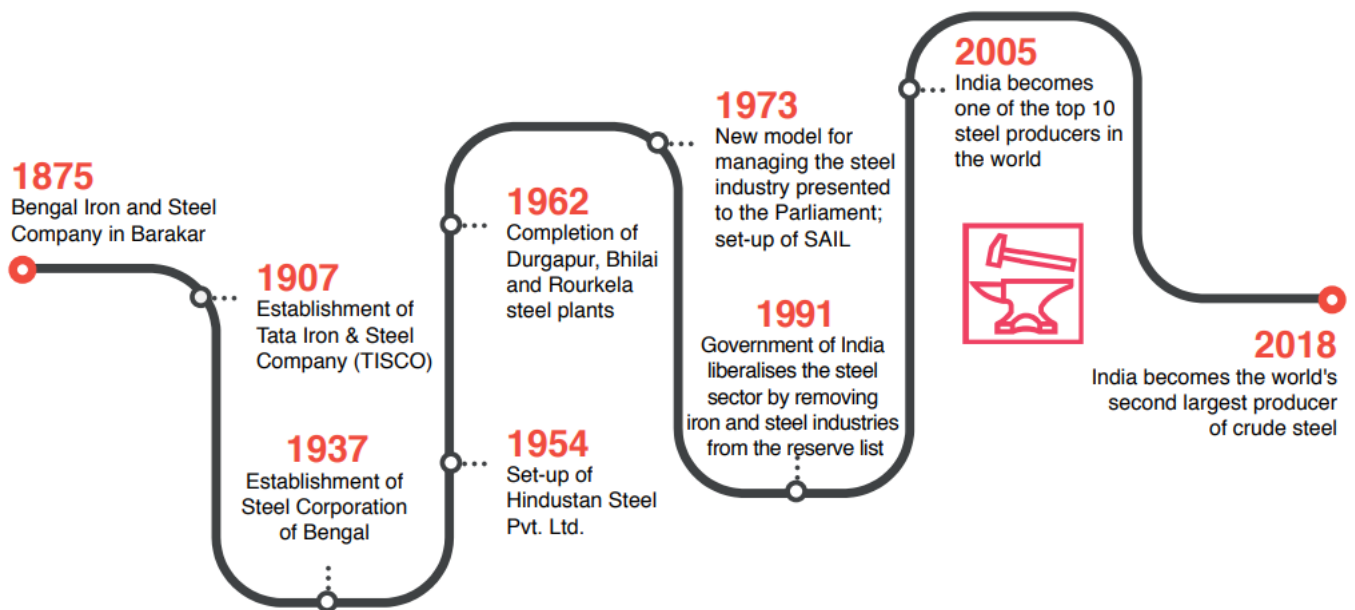 1875
Bengal Iron and Steel
Company in Barakar
1907
Establishment of
Tata Iron & Steel
Company (TISCO)
1937
Establishment of
Steel Corporation
of Bengal
1954
Set-up of
Hindustan Steel
Pvt. Ltd.
1962
Completion of
Durgapur, Bhilai
and Rourkela
steel plants
1973
New model for
managing the steel
industry presented
to the Parliament;
set-up of SAIL
1991
Government of India
liberalises the steel
sector by removing
iron and steel industries
from the reserve list
2005
India becomes
one of the top 10
steel producers in
the world
2018
India becomes the world's
second largest producer
of crude steel